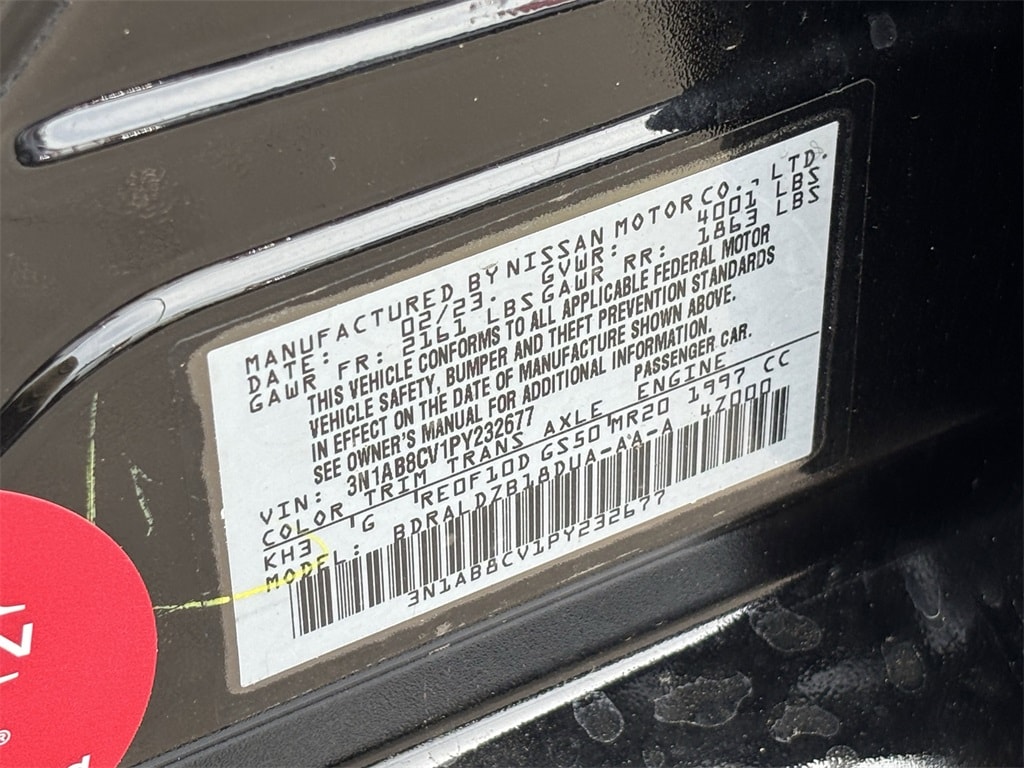 MANUFACTURED BY NISSAN MOTOR CO., LTD.
DATE: 02/23. GVWR: 4001 LBS
GAWR FR: 2161 LBS GAWR RR: 1863 LBS
THIS VEHICLE CONFORMS TO ALL APPLICABLE FEDERAL MOTOR
VEHICLE SAFETY, BUMPER AND THEFT PREVENTION STANDARDS
IN EFFECT ON THE DATE OF MANUFACTURE SHOWN ABOVE.
SEE OWNER'S MANUAL FOR ADDITIONAL INFORMATION.
VIN: 3N1AB8CV1PY232677 PASSENGER CAR.
COLOR TRIM TRANS AXLE ENGINE
KH3 G RE0F10D GS50 MR20 1997 CC
MODEL: BDRALDZB18DUA-AA-A 47000
3N1AB8CV1PY232677